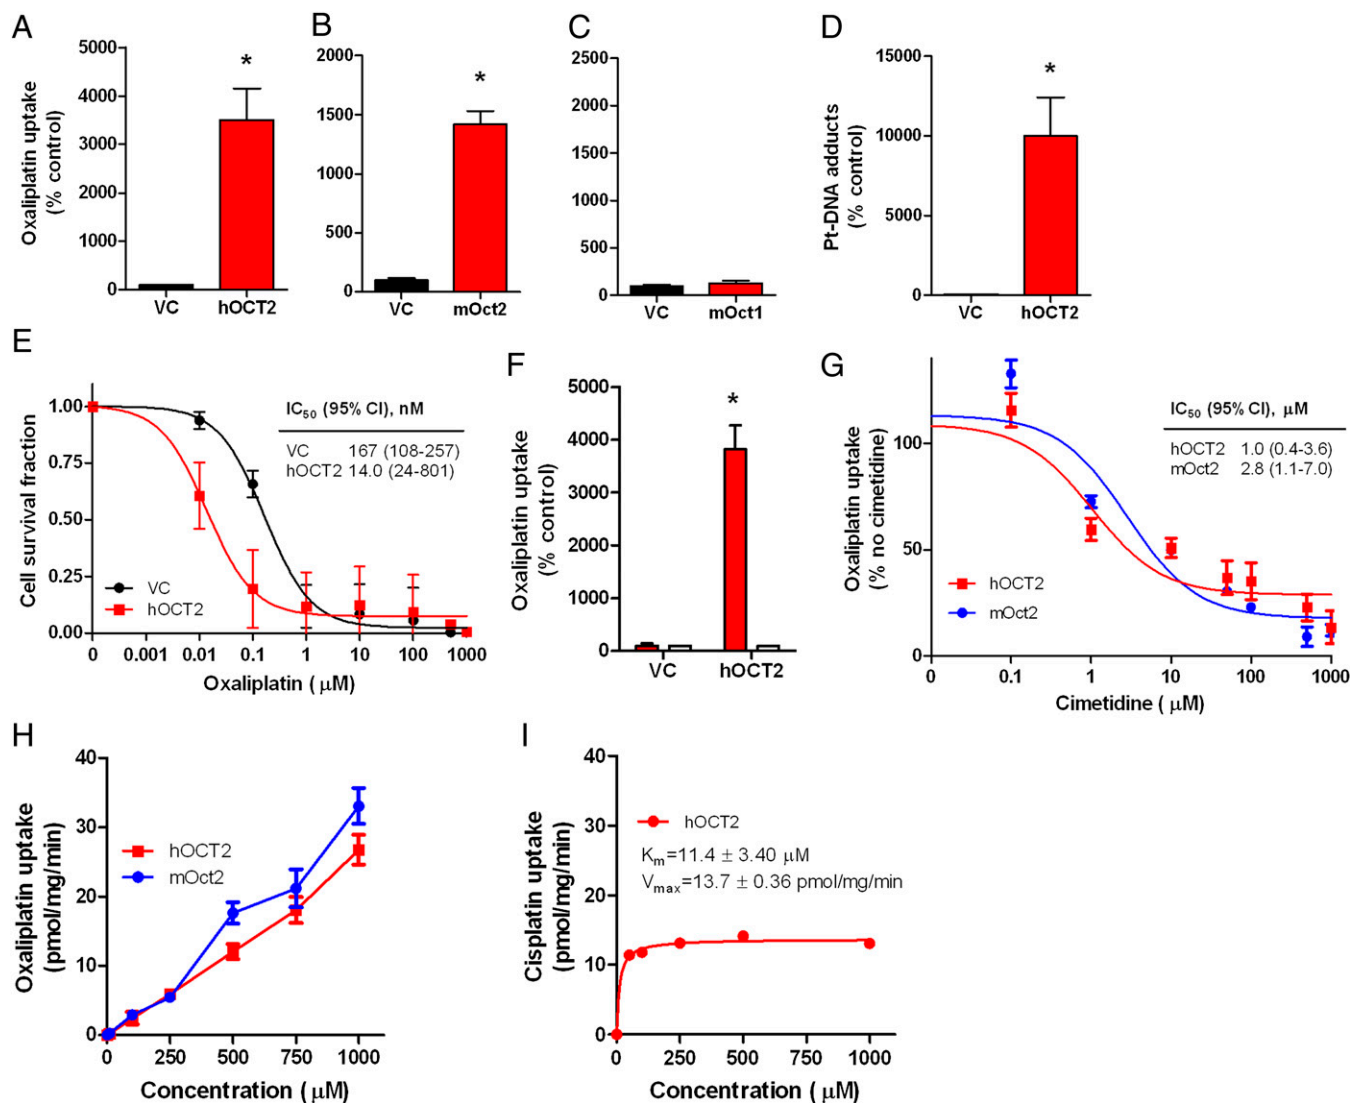 A
Oxaliplatin uptake
(% control)
5000
4000
3000
2000
1000
0
*
VC hOCT2
B
2000
1500
1000
500
0
*
VC mOct2
C
2500
2000
1500
1000
500
0
VC mOct1
D
Pt-DNA adducts
(% control)
15000
10000
5000
0
*
VC hOCT2
E
Cell survival fraction
1.00
0.75
0.50
0.25
0.00
IC50 (95% CI), nM
VC 167 (108-257)
hOCT2 14.0 (24-801)
VC
hOCT2
0 0.001 0.01 0.1 1 10 100 1000
Oxaliplatin ( μM)
F
Oxaliplatin uptake
(% control)
5000
4000
3000
2000
1000
0
*
VC hOCT2
G
Oxaliplatin uptake
(% no cimetidine)
100
50
0
IC50 (95% CI), μM
hOCT2 1.0 (0.4-3.6)
mOct2 2.8 (1.1-7.0)
hOCT2
mOct2
0 0.1 1 10 100 1000
Cimetidine ( μM)
H
Oxaliplatin uptake
(pmol/mg/min)
40
30
20
10
0
hOCT2
mOct2
0 250 500 750 1000
Concentration ( μM)
I
Cisplatin uptake
(pmol/mg/min)
40
30
20
10
0
hOCT2
Km=11.4 ± 3.40 μM
Vmax=13.7 ± 0.36 pmol/mg/min
0 250 500 750 1000
Concentration ( μM)